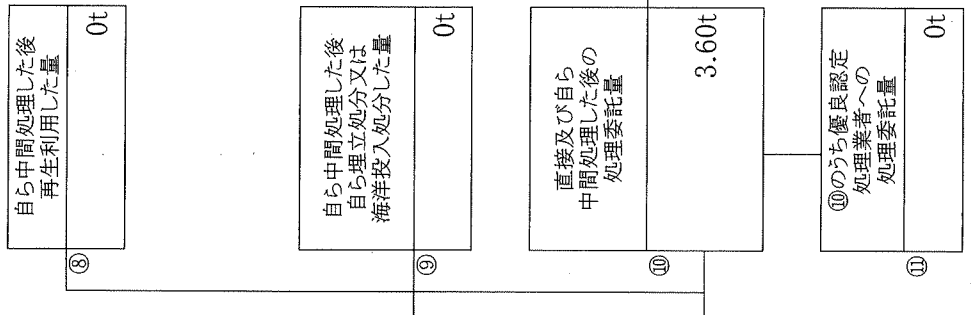 自ら中間処理した後
再生利用した量
0t
⑧
自ら中間処理した後
自ら埋立処分又は
海洋投入処分した量
0t
⑨
直接及び自ら
中間処理した後の
処理委託量
3.60t
⑩
⑩のうち優良認定
処理業者への
処理委託量
0t
⑪